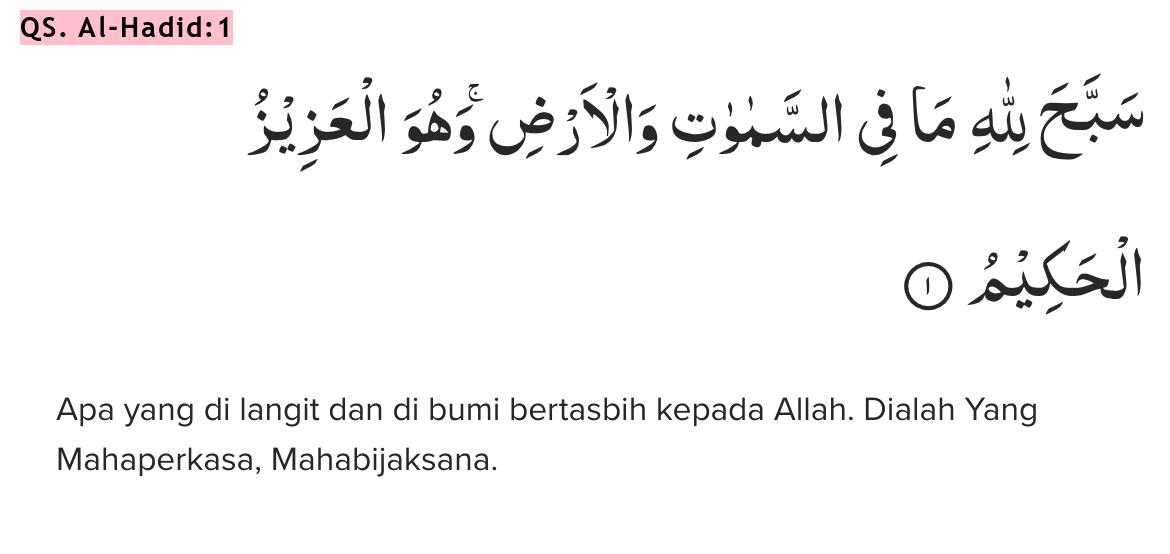 QS. Al-Hadid:1
سَبَّحَ لِلّٰهِ مَا فِى السَّمٰوٰتِ وَالْاَرْضِۚ وَهُوَ الْعَزِيْزُ
الْحَكِيْمُ ١
Apa yang di langit dan di bumi bertasbih kepada Allah. Dialah Yang
Mahaperkasa, Mahabijaksana.